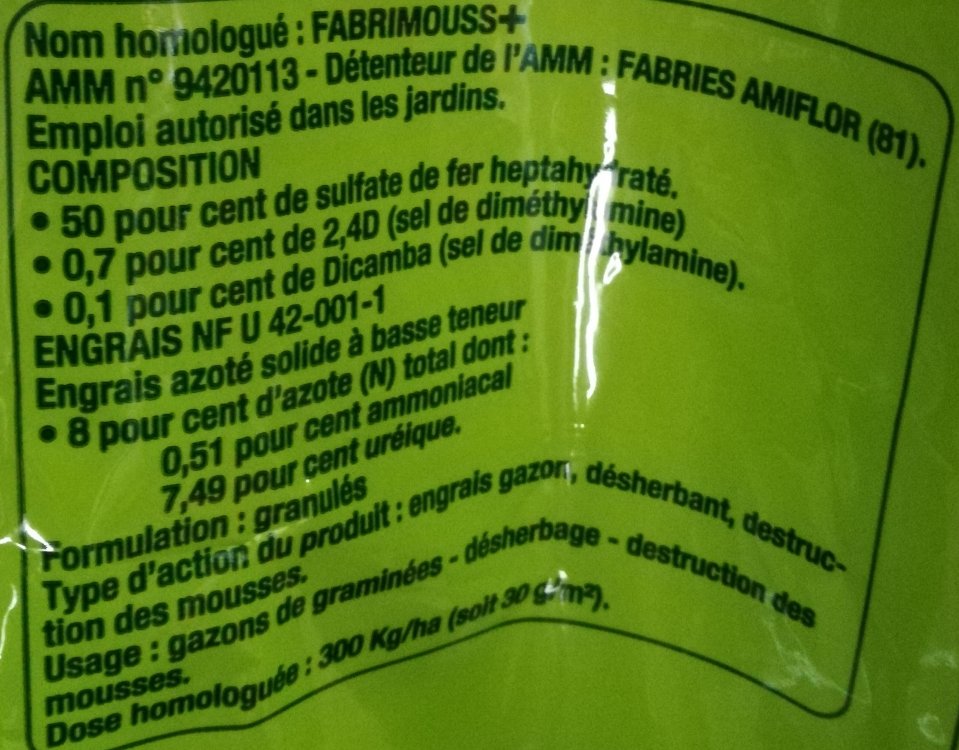 Nom homologué : FABRIMOUSS+
AMM n° 9420113 - Détenteur de l'AMM : FABRIES AMIFLOR (81).
Emploi autorisé dans les jardins.
COMPOSITION
• 50 pour cent de sulfate de fer heptahydraté.
• 0,7 pour cent de 2,4D (sel de diméthylamine)
• 0,1 pour cent de Dicamba (sel de diméthylamine).
ENGRAIS NF U 42-001-1
Engrais azoté solide à basse teneur
• 8 pour cent d'azote (N) total dont :
0,51 pour cent ammoniacal
7,49 pour cent uréique.
Formulation : granulés
Type d'action du produit : engrais gazon, désherbant, destruc-
tion des mousses.
Usage : gazons de graminées - désherbage - destruction des
mousses.
Dose homologuée : 300 Kg/ha (soit 30 g/m²).